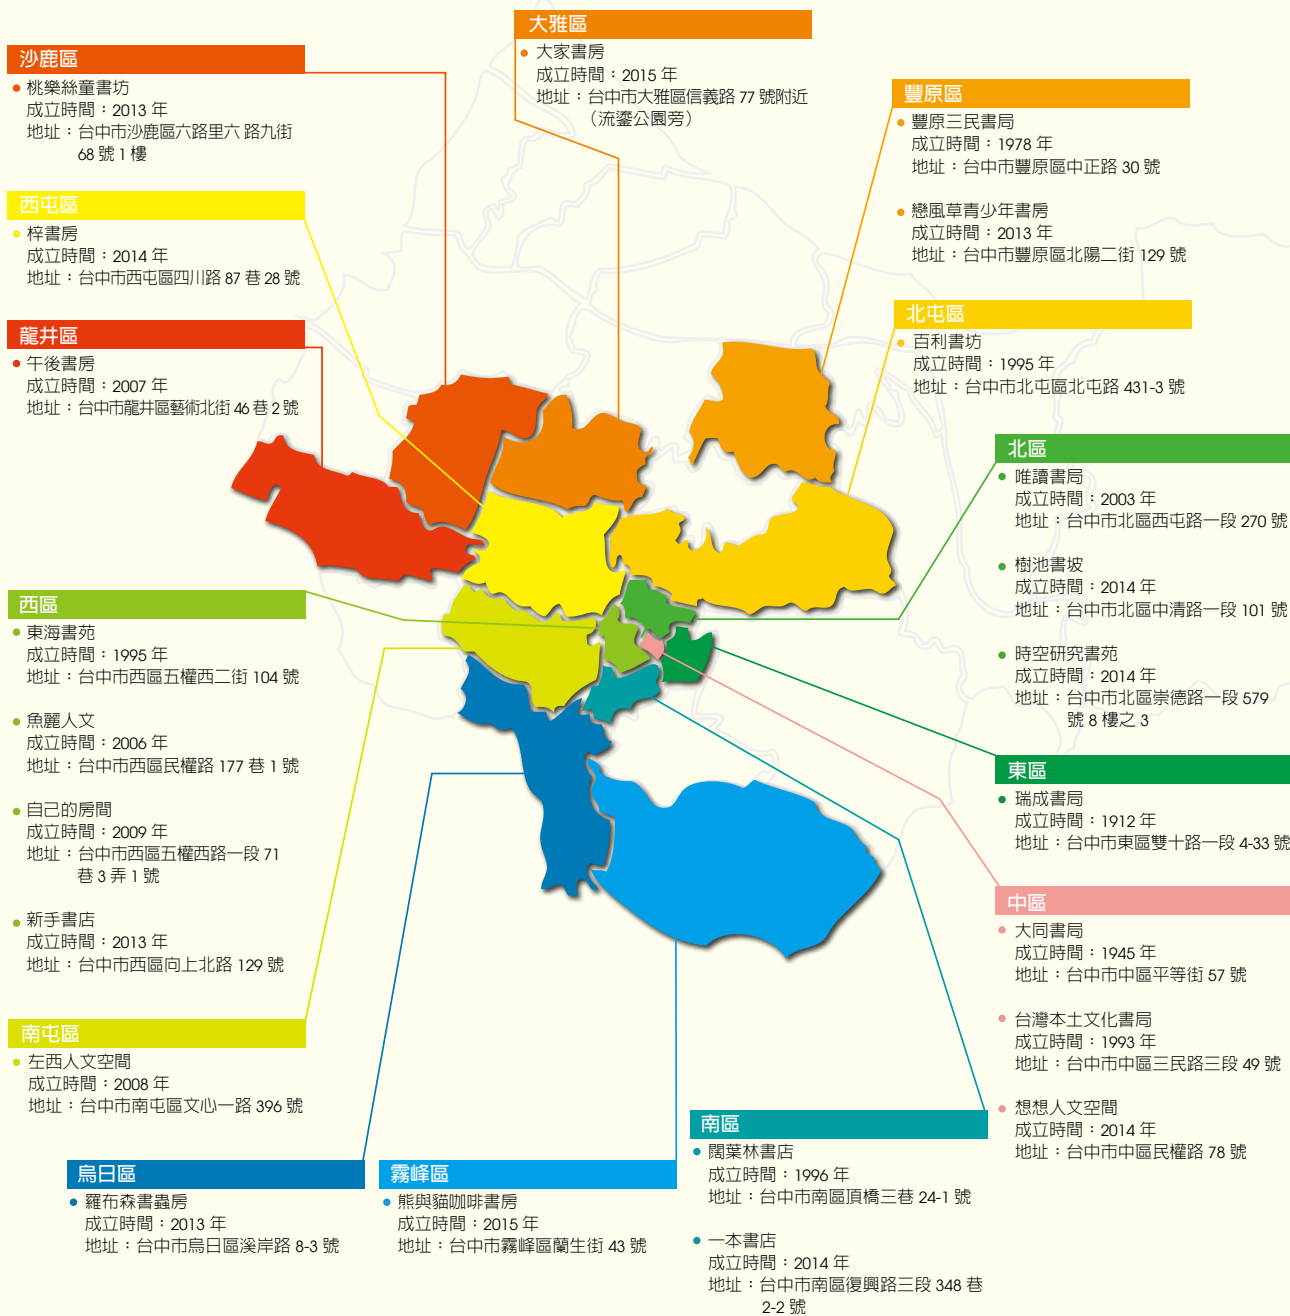 大雅區
大家書房
成立時間：2015 年
地址：台中市大雅區信義路 77 號附近
（流鎏公園旁）
沙鹿區
桃樂絲童書坊
成立時間：2013 年
地址：台中市沙鹿區六路里六 路九街
68 號 1 樓
西屯區
梓書房
成立時間：2014 年
地址：台中市西屯區四川路 87 巷 28 號
龍井區
午後書房
成立時間：2007 年
地址：台中市龍井區藝術北街 46 巷 2 號
豐原區
豐原三民書局
成立時間：1978 年
地址：台中市豐原區中正路 30 號
戀風草青少年書房
成立時間：2013 年
地址：台中市豐原區北陽二街 129 號
北屯區
百利書坊
成立時間：1995 年
地址：台中市北屯區北屯路 431-3 號
北區
唯讀書局
成立時間：2003 年
地址：台中市北區西屯路一段 270 號
樹池書坡
成立時間：2014 年
地址：台中市北區中清路一段 101 號
時空研究書苑
成立時間：2014 年
地址：台中市北區崇德路一段 579
號 8 樓之 3
西區
東海書苑
成立時間：1995 年
地址：台中市西區五權西二街 104 號
魚麗人文
成立時間：2006 年
地址：台中市西區民權路 177 巷 1 號
自己的房間
成立時間：2009 年
地址：台中市西區五權西路一段 71
巷 3 弄 1 號
新手書店
成立時間：2013 年
地址：台中市西區向上北路 129 號
東區
瑞成書局
成立時間：1912 年
地址：台中市東區雙十路一段 4-33 號
中區
大同書局
成立時間：1945 年
地址：台中市中區平等街 57 號
台灣本土文化書局
成立時間：1993 年
地址：台中市中區三民路三段 49 號
想想人文空間
成立時間：2014 年
地址：台中市中區民權路 78 號
南屯區
左西人文空間
成立時間：2008 年
地址：台中市南屯區文心一路 396 號
烏日區
羅布森書蟲房
成立時間：2013 年
地址：台中市烏日區溪岸路 8-3 號
霧峰區
熊與貓咖啡書房
成立時間：2015 年
地址：台中市霧峰區蘭生街 43 號
南區
闊葉林書店
成立時間：1996 年
地址：台中市南區頂橋三巷 24-1 號
一本書店
成立時間：2014 年
地址：台中市南區復興路三段 348 巷
2-2 號